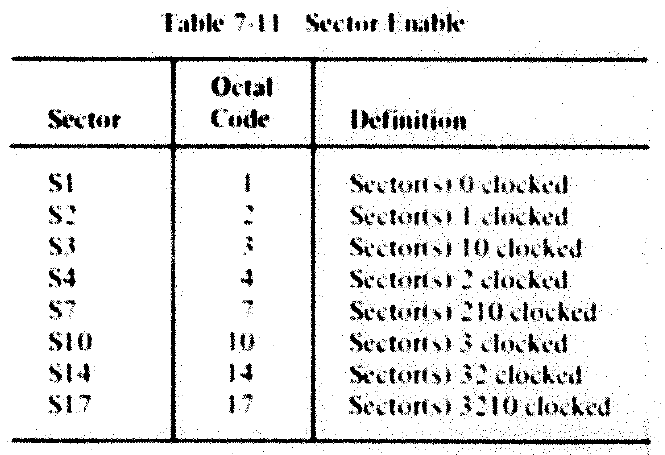 Table 7-11 Sector Enable
Sector Octal Code Definition
S1 1 Sector(s) 0 clocked
S2 2 Sector(s) 1 clocked
S3 3 Sector(s) 10 clocked
S4 4 Sector(s) 2 clocked
S7 7 Sector(s) 210 clocked
S10 10 Sector(s) 3 clocked
S14 14 Sector(s) 32 clocked
S17 17 Sector(s) 3210 clocked